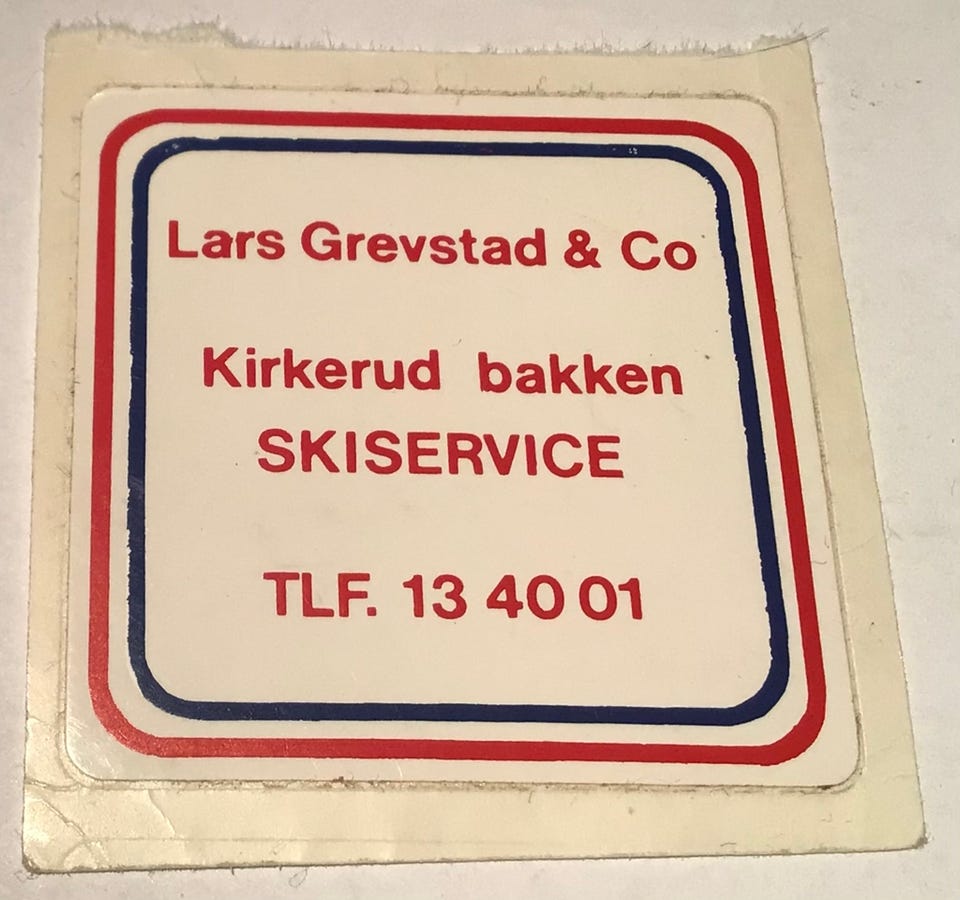 Lars Grevstad & Co
Kirkerud bakken
SKISERVICE
TLF. 13 40 01